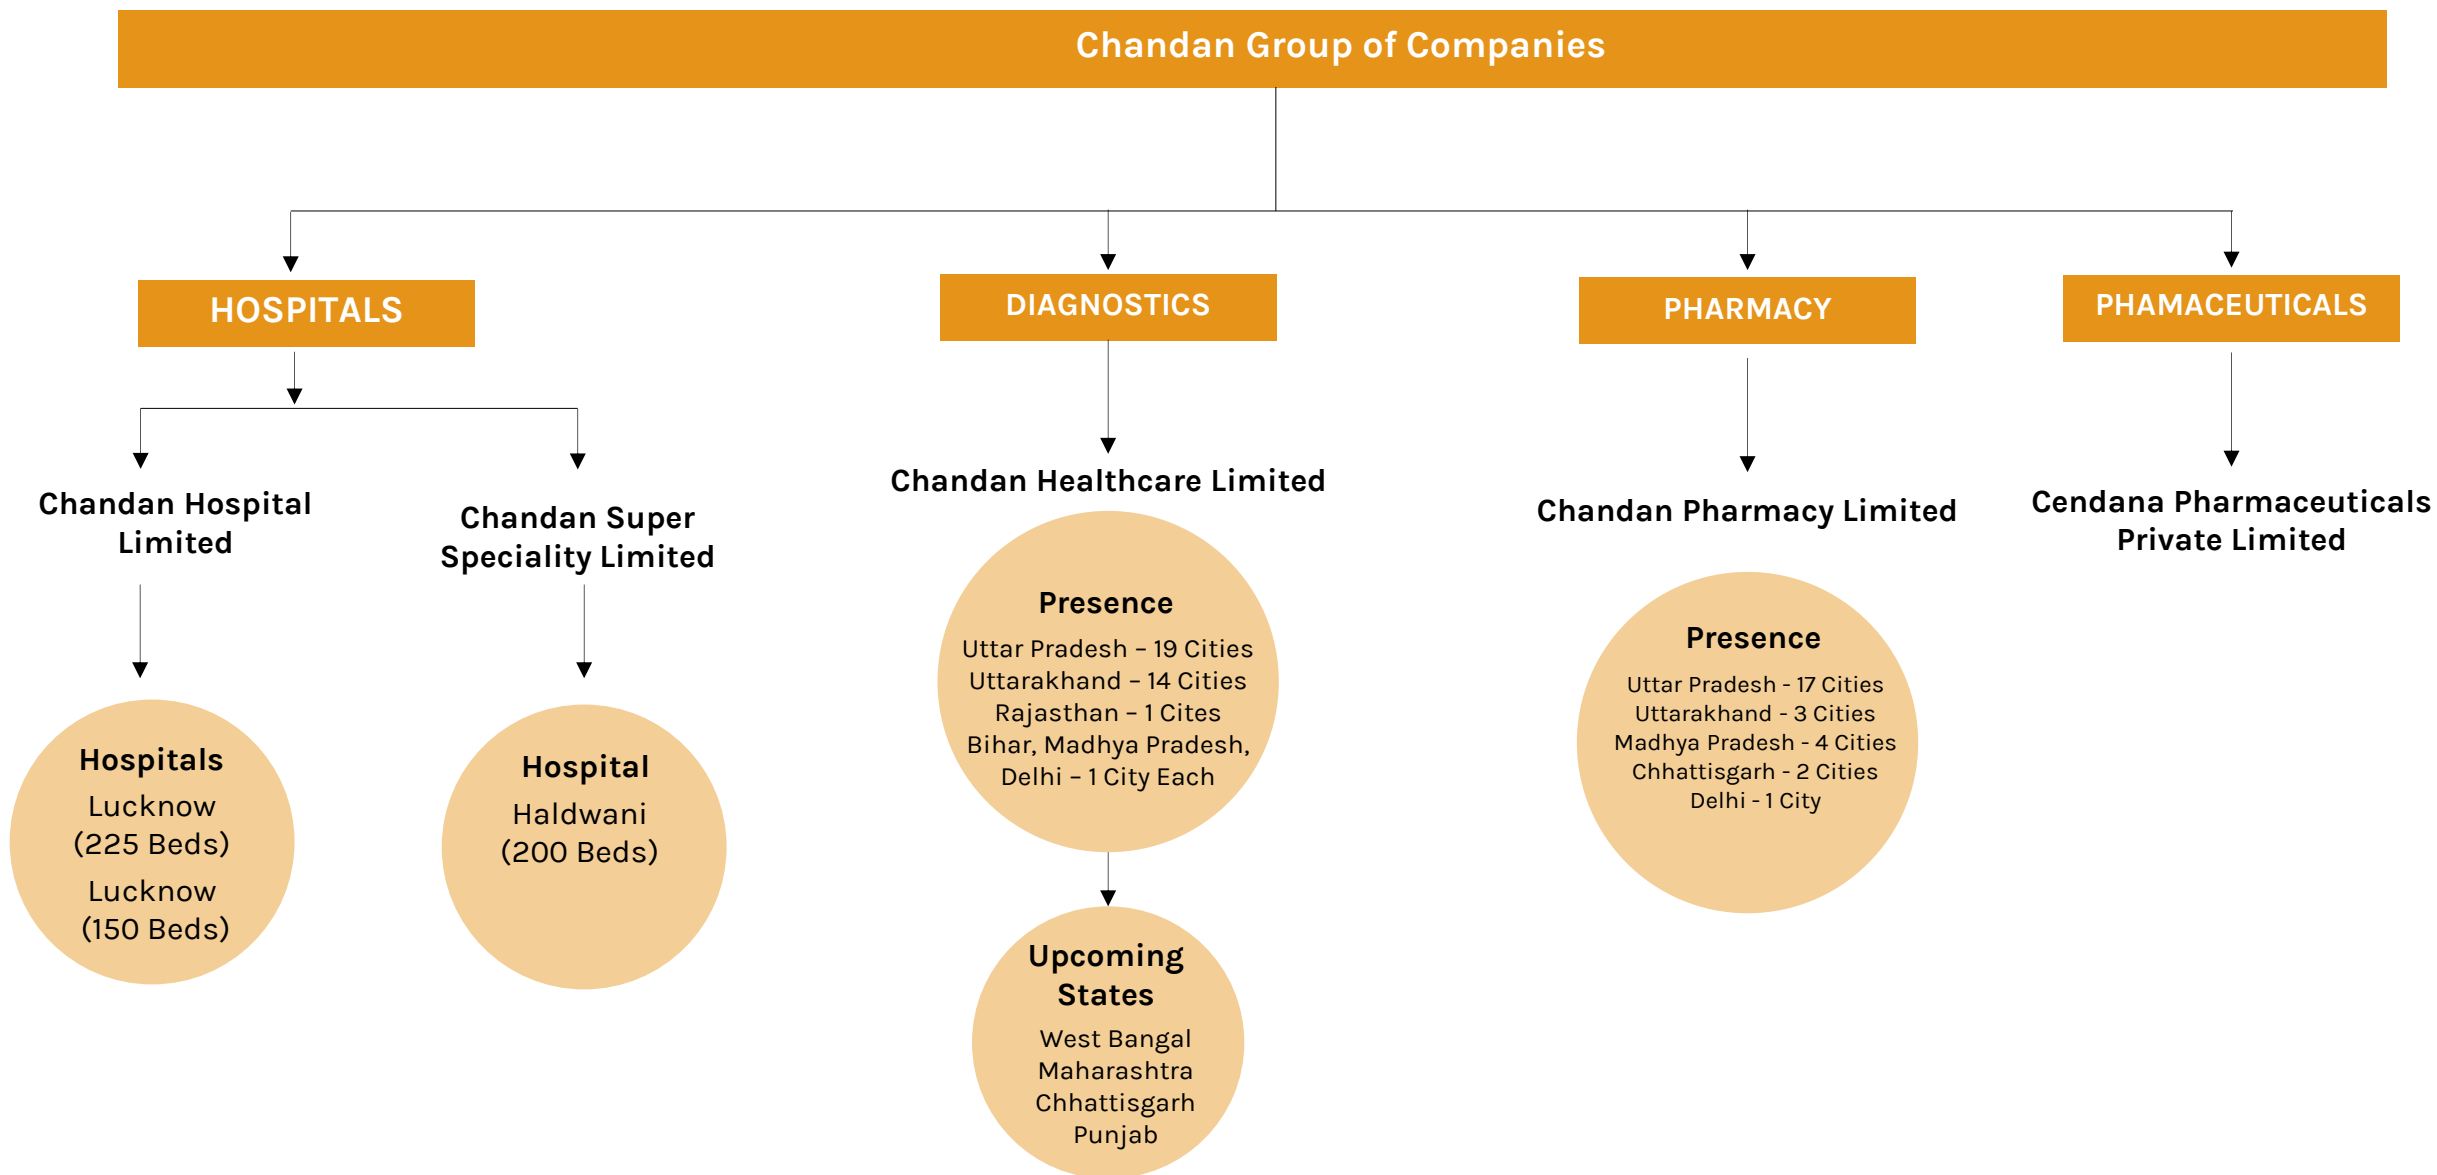 Chandan Group of Companies
HOSPITALS
DIAGNOSTICS
PHARMACY
PHAMACEUTICALS
Chandan Hospital
Limited
Chandan Super
Speciality Limited
Chandan Healthcare Limited
Chandan Pharmacy Limited
Cendana Pharmaceuticals
Private Limited
Hospitals
Lucknow
(225 Beds)
Lucknow
(150 Beds)
Hospital
Haldwani
(200 Beds)
Presence
Uttar Pradesh – 19 Cities
Uttarakhand – 14 Cities
Rajasthan – 1 Cites
Bihar, Madhya Pradesh,
Delhi – 1 City Each
Upcoming
States
West Bangal
Maharashtra
Chhattisgarh
Punjab
Presence
Uttar Pradesh - 17 Cities
Uttarakhand - 3 Cities
Madhya Pradesh - 4 Cities
Chhattisgarh - 2 Cities
Delhi - 1 City